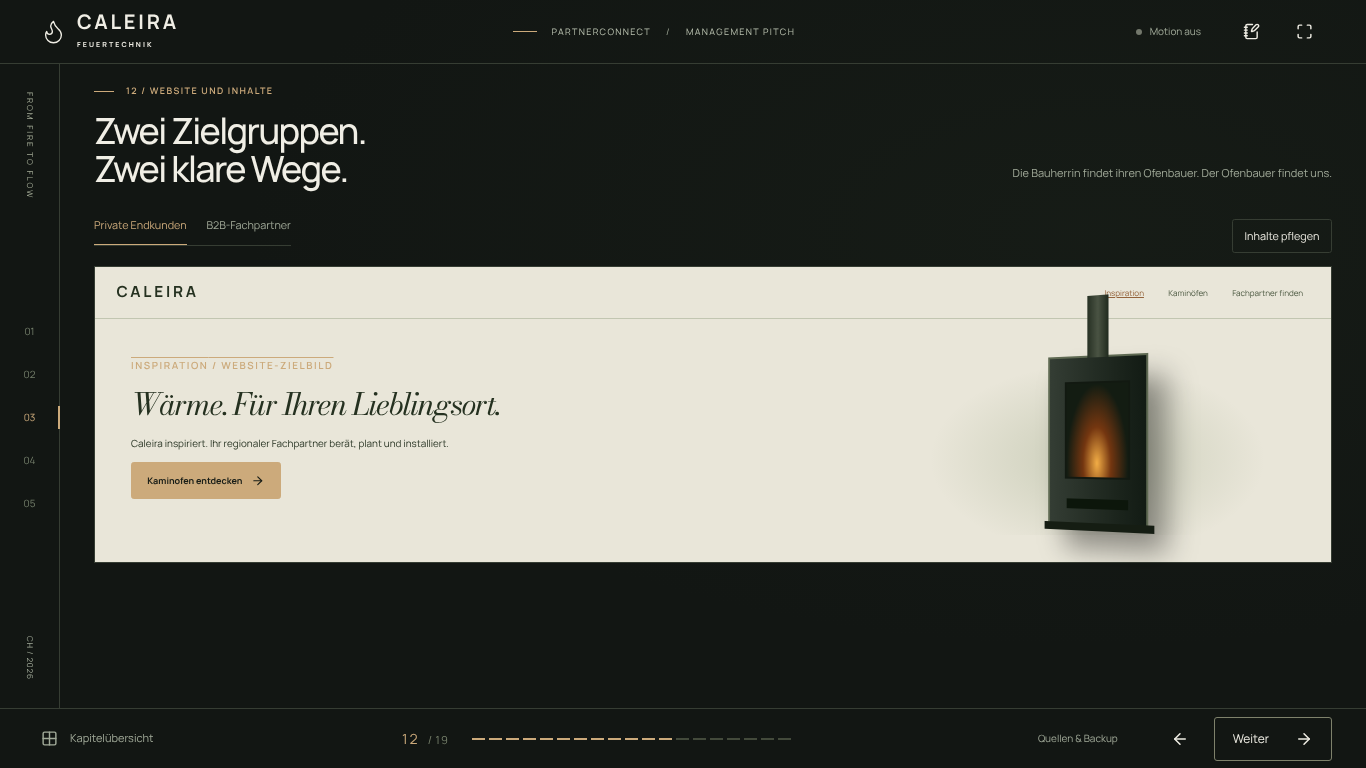 CALEIRA
FEUERTECHNIK
PARTNERCONNECT / MANAGEMENT PITCH
Motion aus
FROM FIRE TO FLOW
01
02
03
04
05
CH / 2026
12 / WEBSITE UND INHALTE
Zwei Zielgruppen.
Zwei klare Wege.
Die Bauherrin findet ihren Ofenbauer. Der Ofenbauer findet uns.
Private Endkunden
B2B-Fachpartner
Inhalte pflegen
CALEIRA
Inspiration
Kaminöfen
Fachpartner finden
INSPIRATION / WEBSITE-ZIELBILD
Wärme. Für Ihren Lieblingsort.
Caleira inspiriert. Ihr regionaler Fachpartner berät, plant und installiert.
Kaminofen entdecken
Kapitelübersicht
12 / 19
Quellen & Backup
Weiter